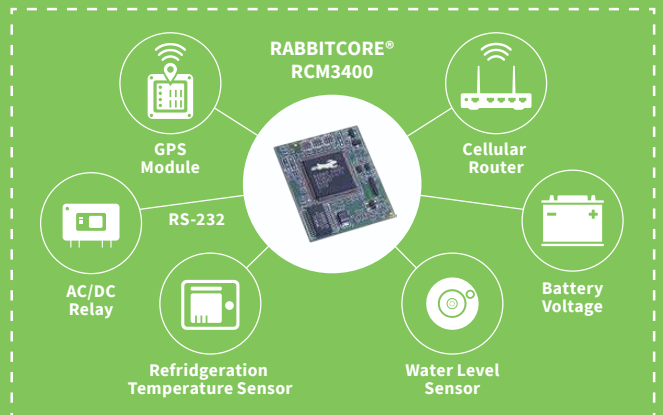 RABBITCORE®
RCM3400
GPS
Module
Cellular
Router
RS-232
AC/DC
Relay
Battery
Voltage
Refridgeration
Temperature Sensor
Water Level
Sensor